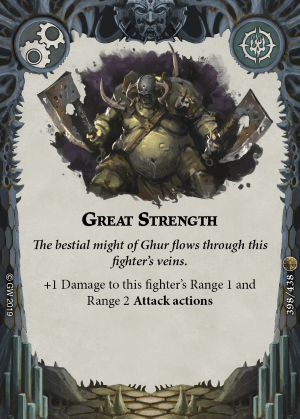 GREAT STRENGTH
The bestial might of Ghur flows through this
fighter's veins.
+1 Damage to this fighter's Range 1 and
Range 2 Attack actions
© GW 2019
398/438